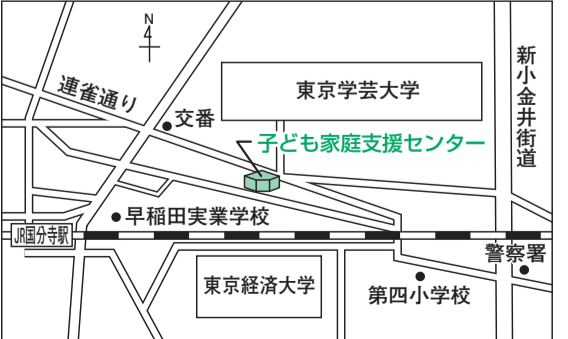 N
連雀通り
交番
東京学芸大学
新小金井街道
子ども家庭支援センター
早稲田実業学校
JR国分寺駅
警察署
東京経済大学
第四小学校